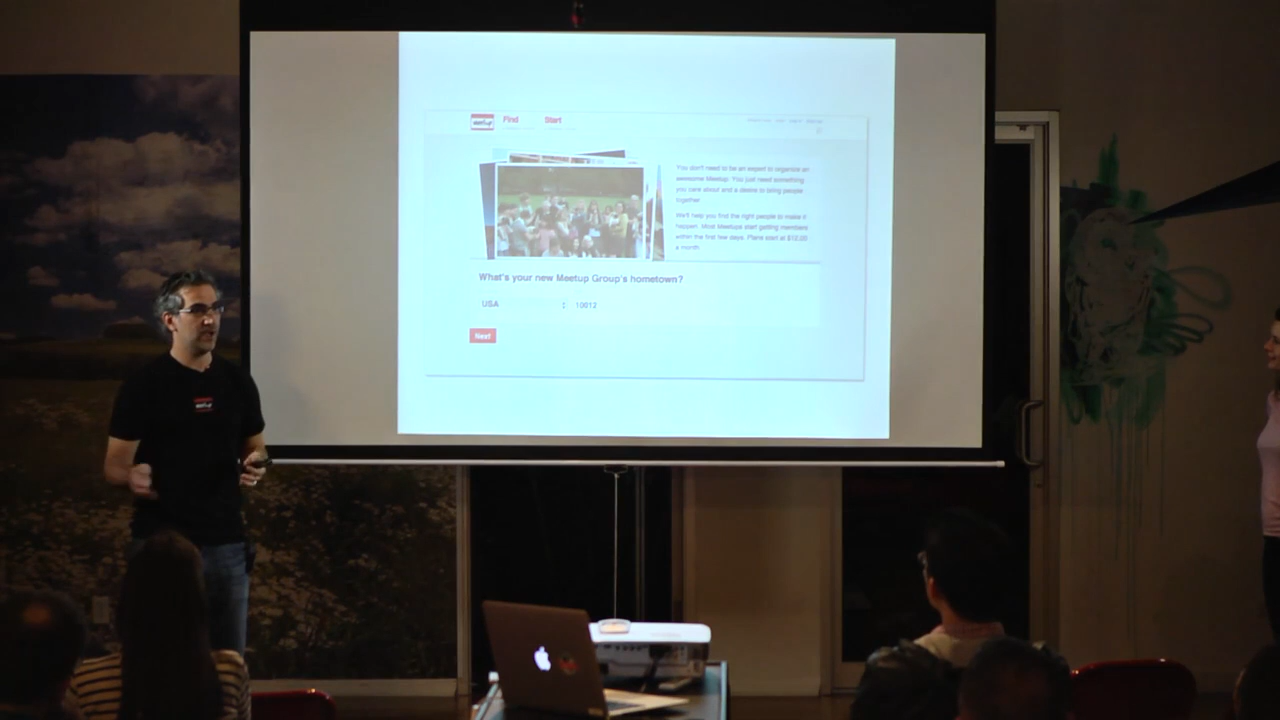 Find
Start
You don't need to be an expert to organize an
awesome Meetup. You just need something
you care about and a desire to bring people
together.
We'll help you find the right people to make it
happen. Most Meetups start getting members
within the first few days. Plans start at $12.00
a month.
What's your new Meetup Group's hometown?
USA 10012
Next